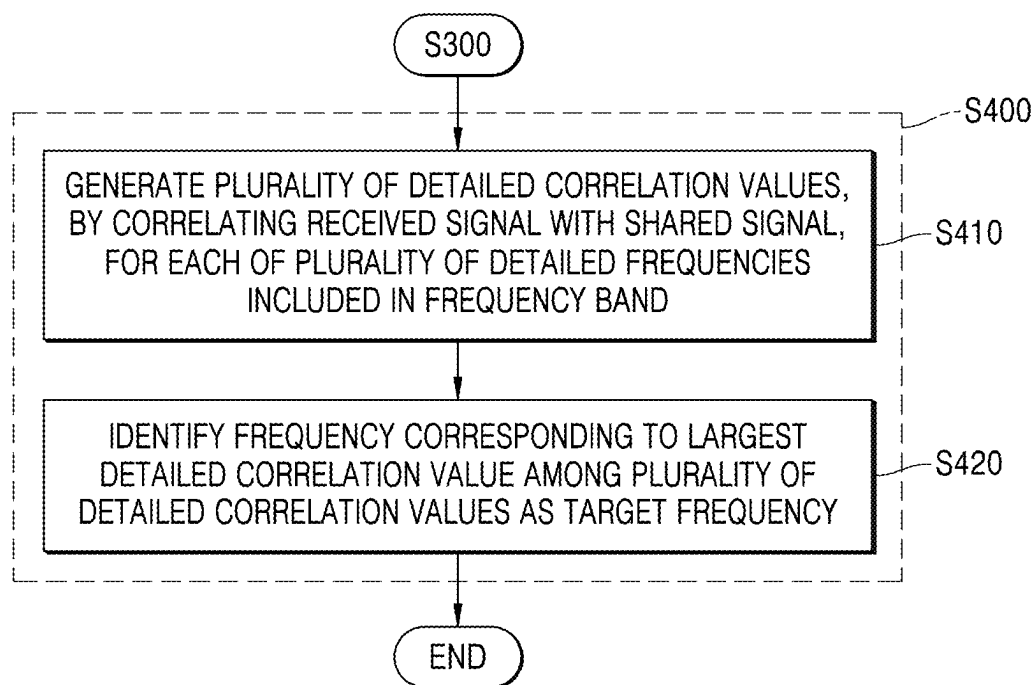 S300
S400
GENERATE PLURALITY OF DETAILED CORRELATION VALUES,
BY CORRELATING RECEIVED SIGNAL WITH SHARED SIGNAL,
FOR EACH OF PLURALITY OF DETAILED FREQUENCIES
INCLUDED IN FREQUENCY BAND
S410
IDENTIFY FREQUENCY CORRESPONDING TO LARGEST
DETAILED CORRELATION VALUE AMONG PLURALITY OF
DETAILED CORRELATION VALUES AS TARGET FREQUENCY
S420
END